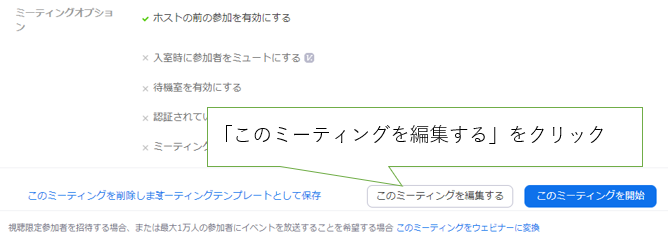 ミーティングオプショ
ン
ホストの前の参加を有効にする
入室時に参加者をミュートにする
待機室を有効にする
認証されてい
ミーティング
「このミーティングを編集する」をクリック
このミーティングを削除します ミーティングテンプレートとして保存 このミーティングを編集する このミーティングを開始
視聴限定参加者を招待する場合、または最大1万人の参加者にイベントを放送することを希望する場合 このミーティングをウェビナーに変換